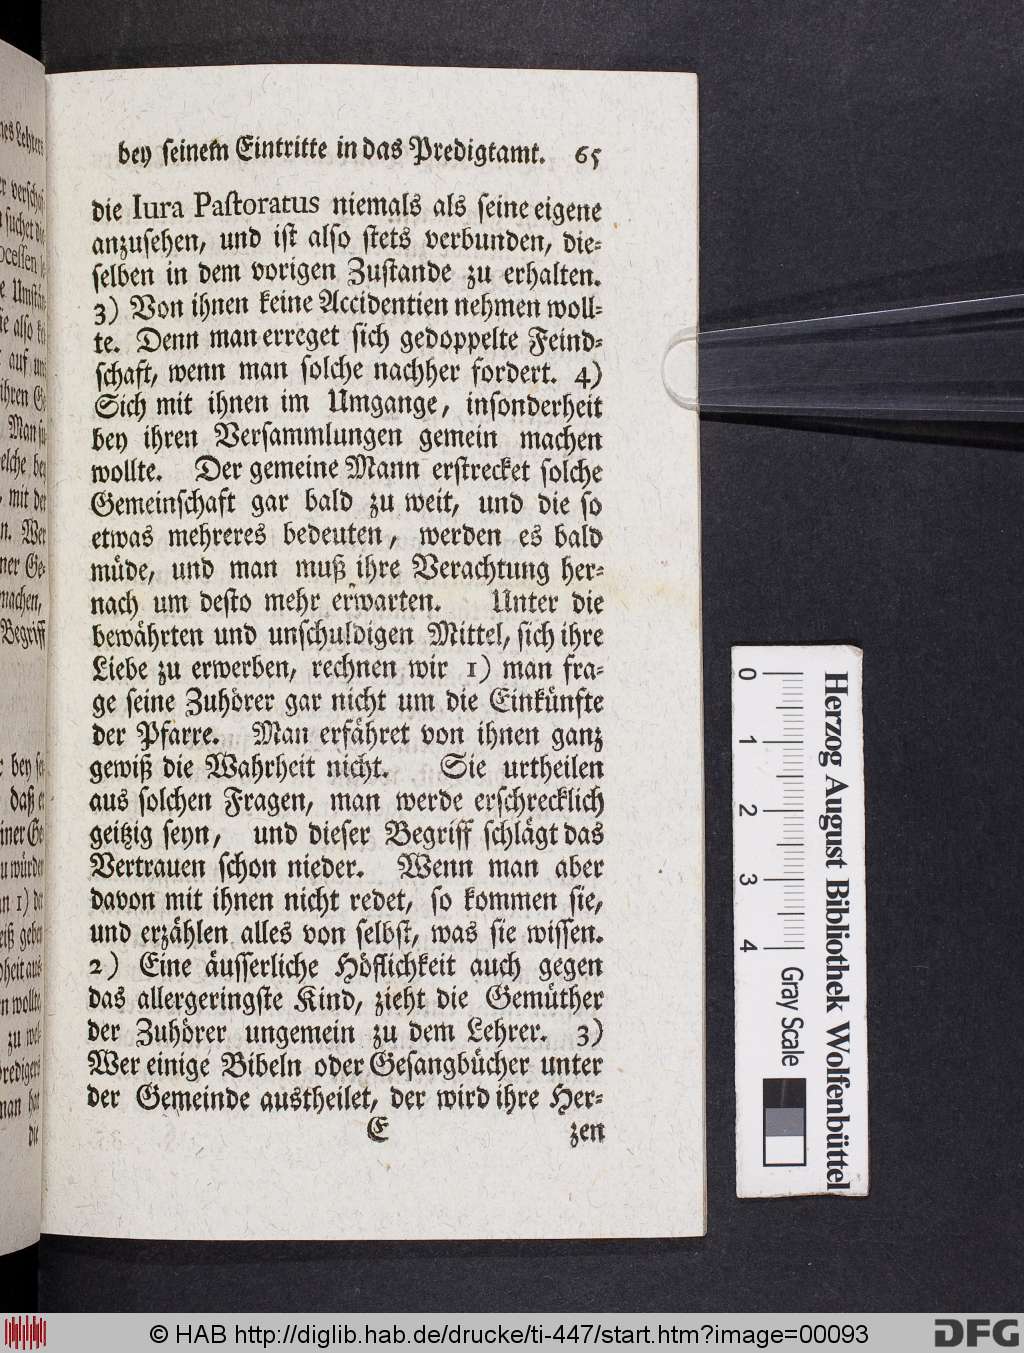 bey seinem Eintritte in das Predigtamt. 65
die Iura Pastoratus niemals als seine eigene
anzusehen, und ist also stets verbunden, die-
selben in dem vorigen Zustande zu erhalten.
3) Von ihnen keine Accidentien nehmen woll-
te. Denn man erreget sich gedoppelte Feind-
schaft, wenn man solche nachher fordert. 4)
Sich mit ihnen im Umgange, insonderheit
bey ihren Versammlungen gemein machen
wollte. Der gemeine Mann erstrecket solche
Gemeinschaft gar bald zu weit, und die so
etwas mehreres bedeuten, werden es bald
müde, und man muß ihre Verachtung her-
nach um desto mehr erwarten. Unter die
bewährten und unschuldigen Mittel, sich ihre
Liebe zu erwerben, rechnen wir 1) man fra-
ge seine Zuhörer gar nicht um die Einkünfte
der Pfarre. Man erfähret von ihnen ganz
gewiß die Wahrheit nicht. Sie urtheilen
aus solchen Fragen, man werde erschrecklich
geitzig seyn, und dieser Begriff schlägt das
Vertrauen schon nieder. Wenn man aber
davon mit ihnen nicht redet, so kommen sie,
und erzählen alles von selbst, was sie wissen.
2) Eine äusserliche Höflichkeit auch gegen
das allergeringste Kind, zieht die Gemüther
der Zuhörer ungemein zu dem Lehrer. 3)
Wer einige Bibeln oder Gesangbücher unter
der Gemeinde austheilet, der wird ihre Her-
E zen
Herzog August Bibliothek Wolfenbüttel
0 1 2 3 4 Gray Scale
© HAB http://diglib.hab.de/drucke/ti-447/start.htm?image=00093
DFG